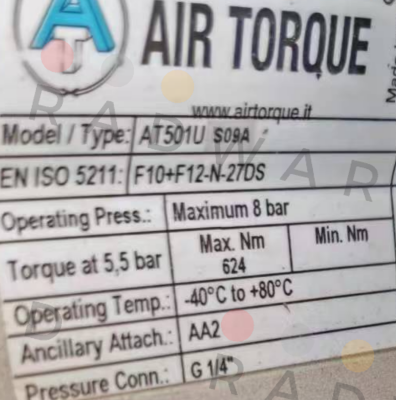 AT AIR TORQUE
www.airtorque.it
Made
Model / Type: AT501U S09A
EN ISO 5211: F10+F12-N-27DS
Operating Press.: Maximum 8 bar
Torque at 5,5 bar Max. Nm Min. Nm
624
Operating Temp.: -40°C to +80°C
Ancillary Attach.: AA2
Pressure Conn.: G 1/4"